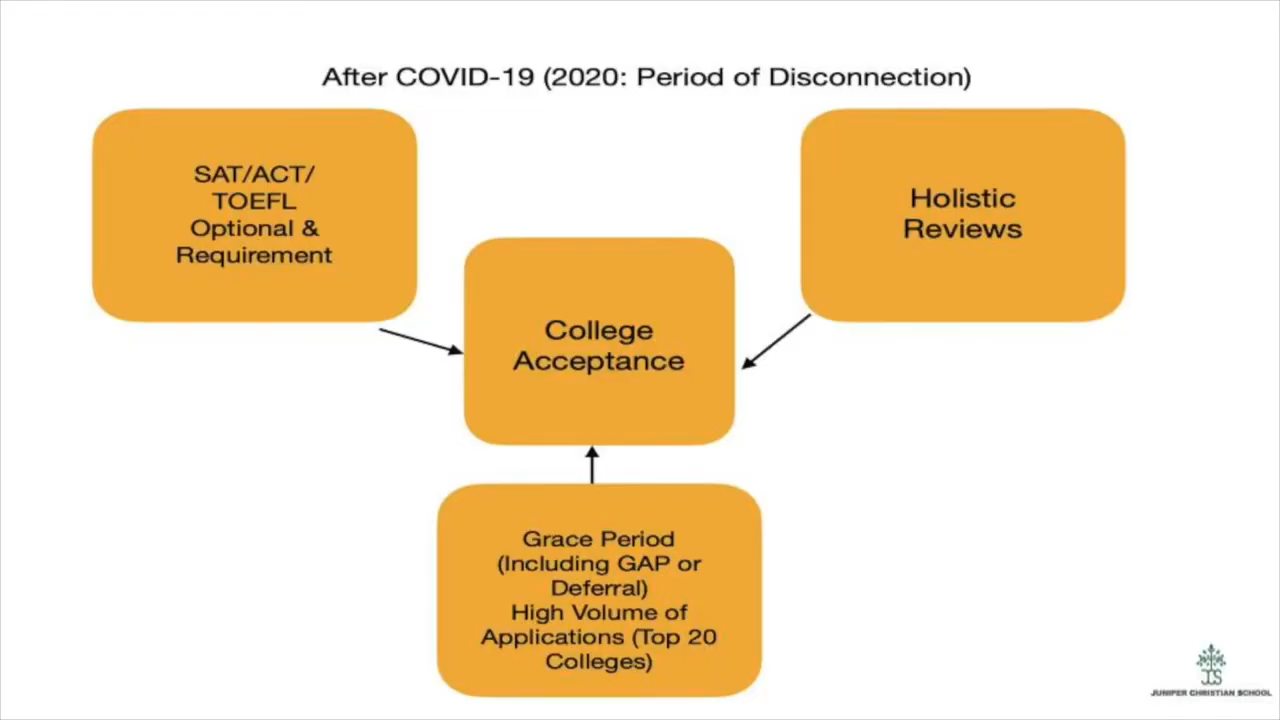 After COVID-19 (2020: Period of Disconnection)
SAT/ACT/
TOEFL
Optional &
Requirement
Holistic
Reviews
College
Acceptance
Grace Period
(Including GAP or
Deferral)
High Volume of
Applications (Top 20
Colleges)
JCS
JUNIPER CHRISTIAN SCHOOL